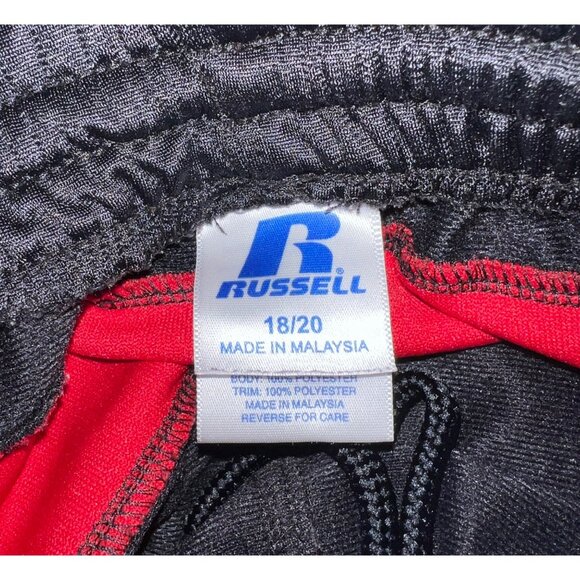 R
RUSSELL®
18/20
MADE IN MALAYSIA
BODY: 100% POLYESTER
TRIM: 100% POLYESTER
MADE IN MALAYSIA
REVERSE FOR CARE